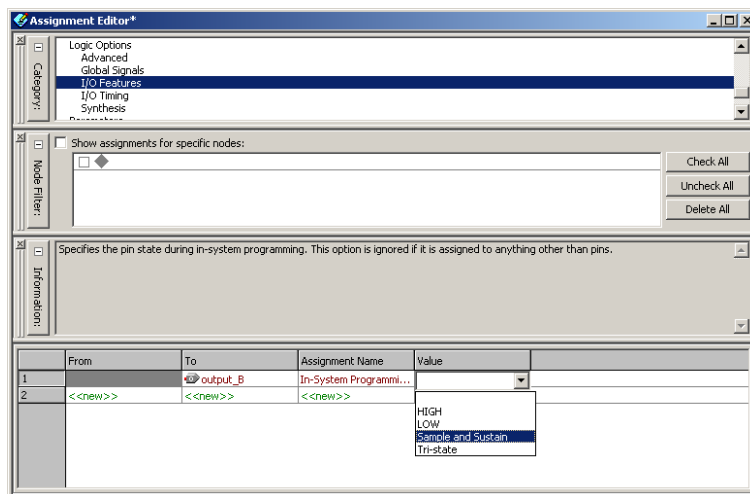 Assignment Editor*
Category:
Logic Options
Advanced
Global Signals
I/O Features
I/O Timing
Synthesis
Parameters
Node Filter:
Show assignments for specific nodes:
Check All
Uncheck All
Delete All
Information:
Specifies the pin state during in-system programming. This option is ignored if it is assigned to anything other than pins.
From To Assignment Name Value
1 output_B In-System Programmi...
2 <<new>> <<new>> <<new>>
HIGH
LOW
Sample and Sustain
Tri-state